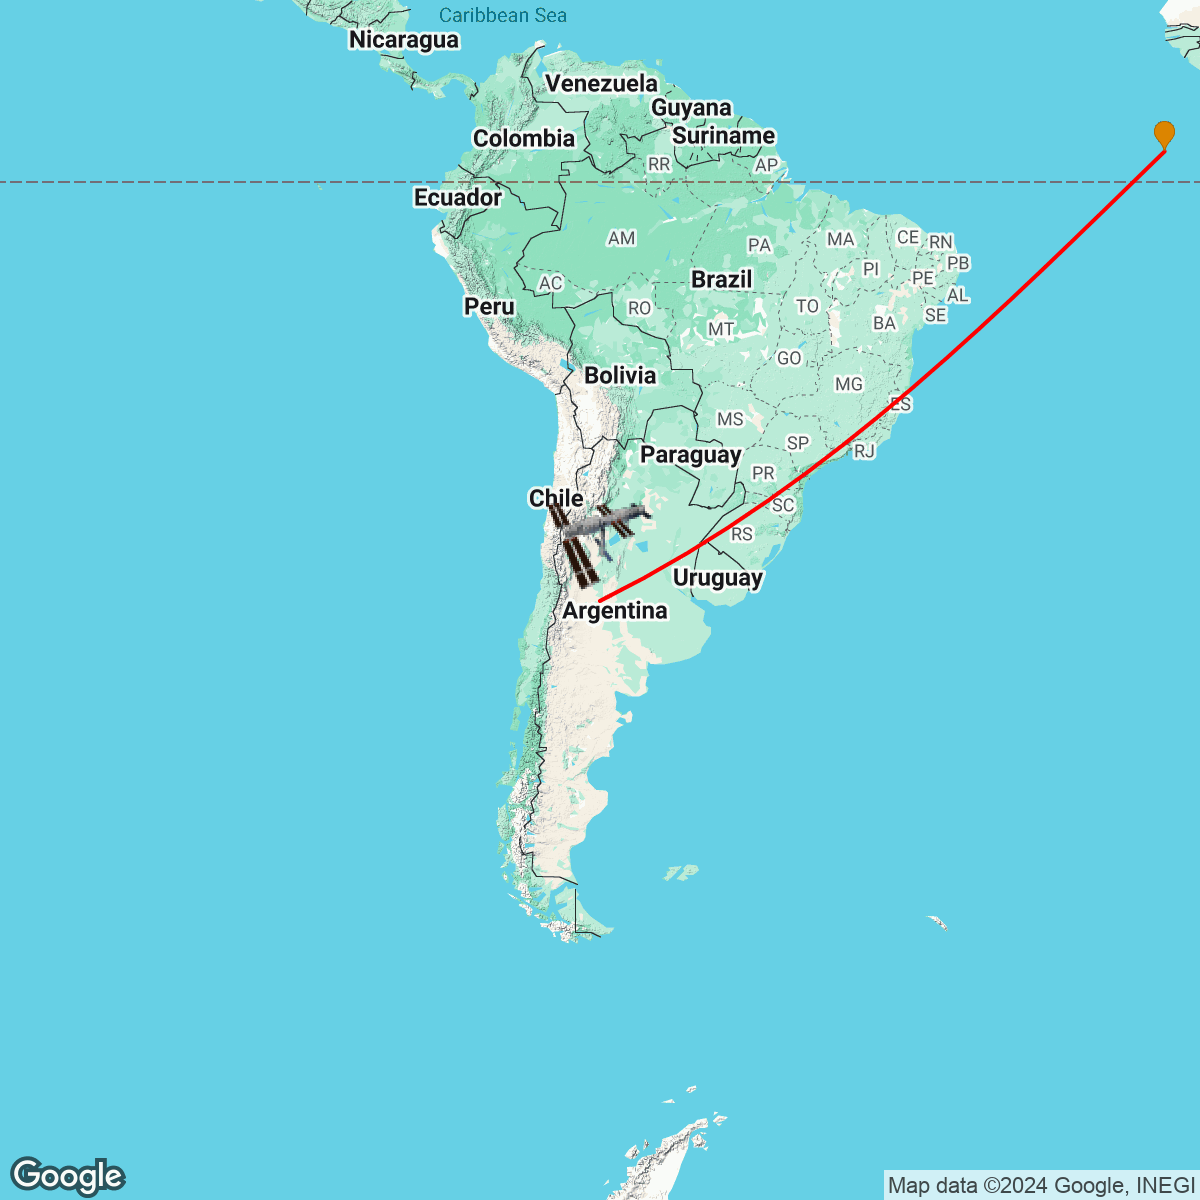 Caribbean Sea
Nicaragua
Venezuela
Guyana
Colombia
Suriname
RR
AP
Ecuador
AM
PA
MA
CE
RN
PB
PI
PE
AC
Brazil
AL
Peru
RO
TO
SE
MT
BA
GO
Bolivia
MG
ES
MS
SP
RJ
Paraguay
PR
Chile
SC
RS
Uruguay
Argentina
Google
Map data ©2024 Google, INEGI